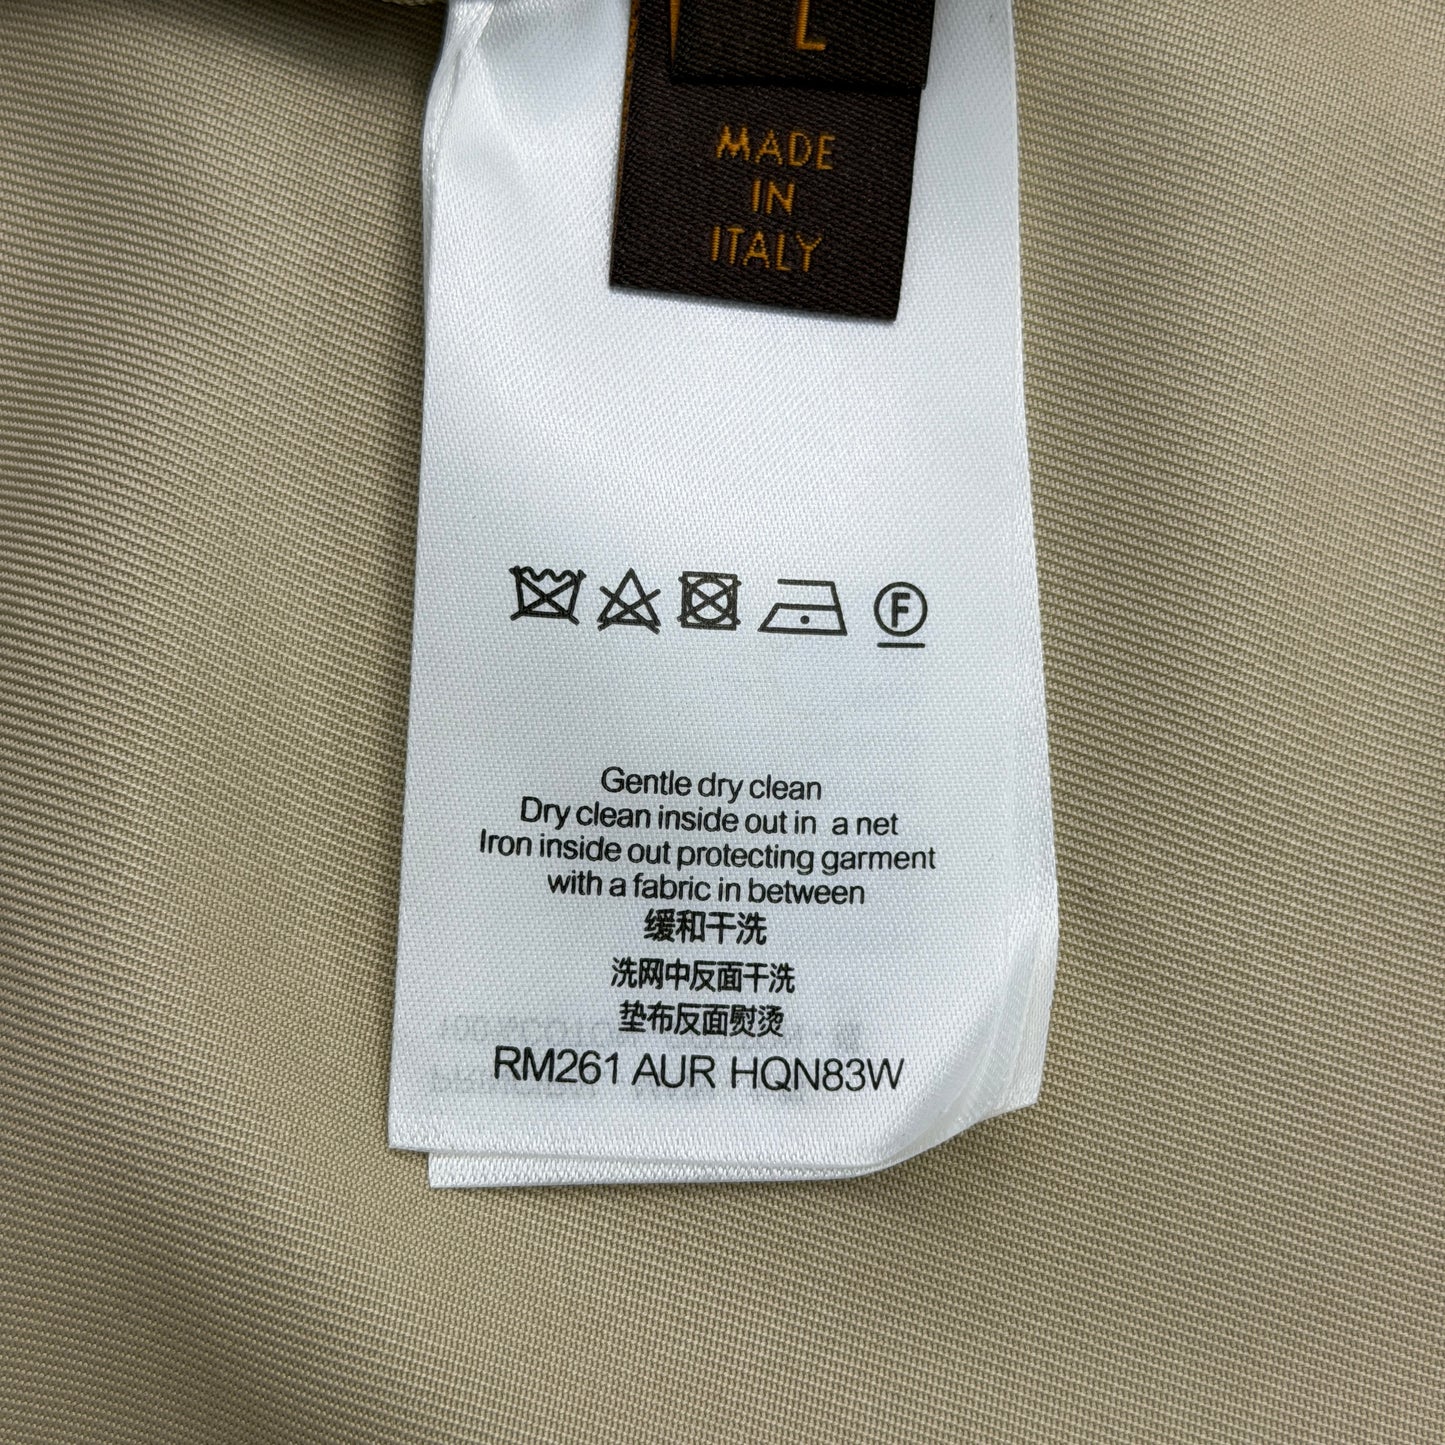 L
MADE
IN
ITALY
F
Gentle dry clean
Dry clean inside out in a net
Iron inside out protecting garment
with a fabric in between
缓和干洗
洗网中反面干洗
垫布反面熨烫
RM261 AUR HQN83W